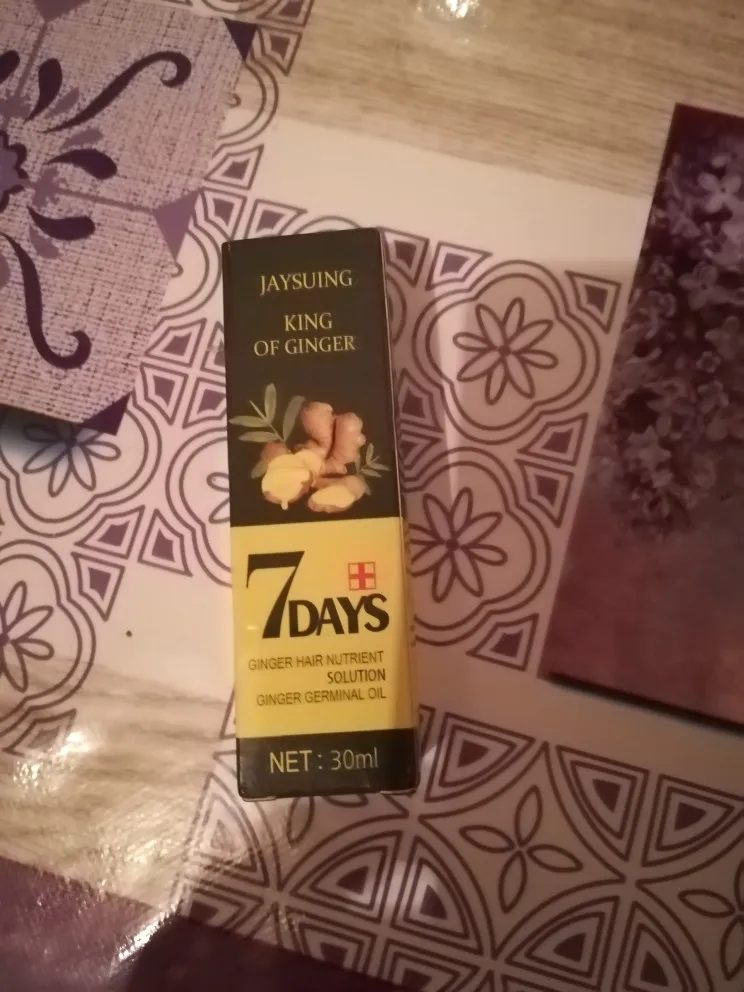 JAYSUING
KING
OF GINGER
7DAYS
GINGER HAIR NUTRIENT
SOLUTION
GINGER GERMINAL OIL
NET : 30ml